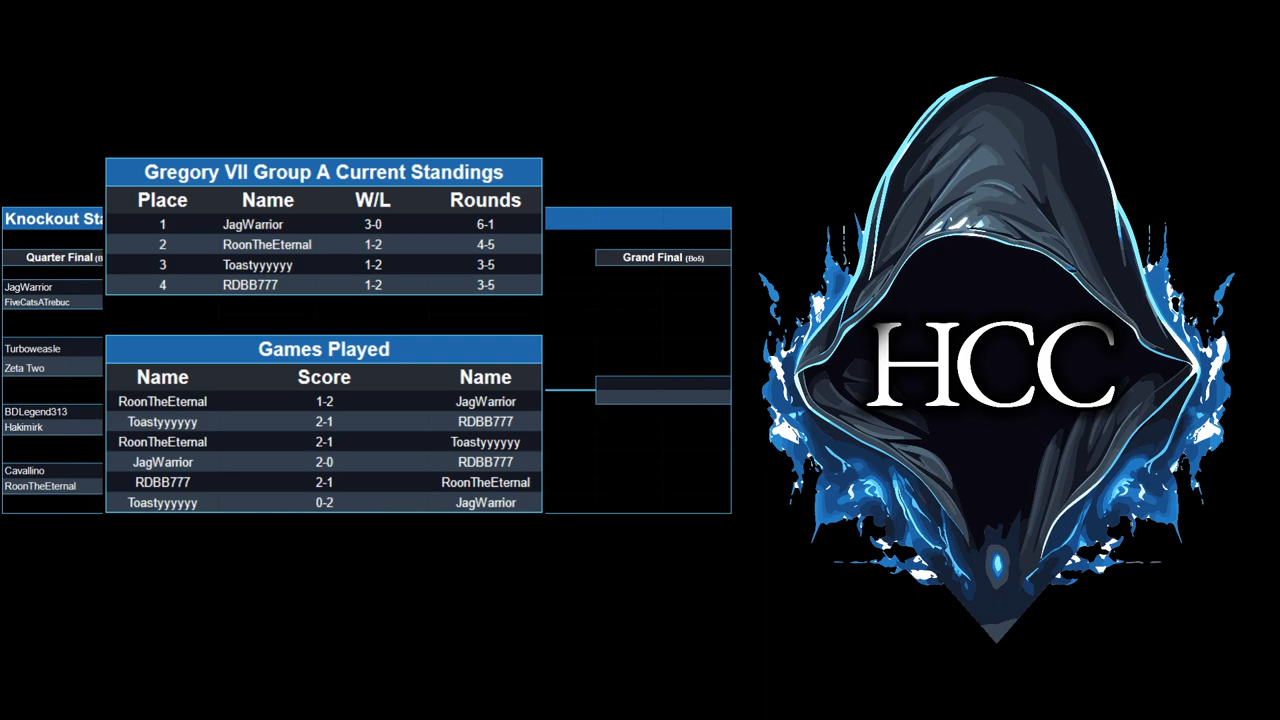 Gregory VII Group A Current Standings
Place Name W/L Rounds
1 JagWarrior 3-0 6-1
2 RoonTheEternal 1-2 4-5
3 Toastyyyyyy 1-2 3-5
4 RDBB777 1-2 3-5
Games Played
Name Score Name
RoonTheEternal 1-2 JagWarrior
Toastyyyyyy 2-1 RDBB777
RoonTheEternal 2-1 Toastyyyyyy
JagWarrior 2-0 RDBB777
RDBB777 2-1 RoonTheEternal
Toastyyyyyy 0-2 JagWarrior
Knockout Sta
Quarter Final (B
JagWarrior
FiveCatsATrebuc
Turboweasle
Zeta Two
BDLegend313
Hakimirk
Cavallino
RoonTheEternal
Grand Final (Bo5)
HCC